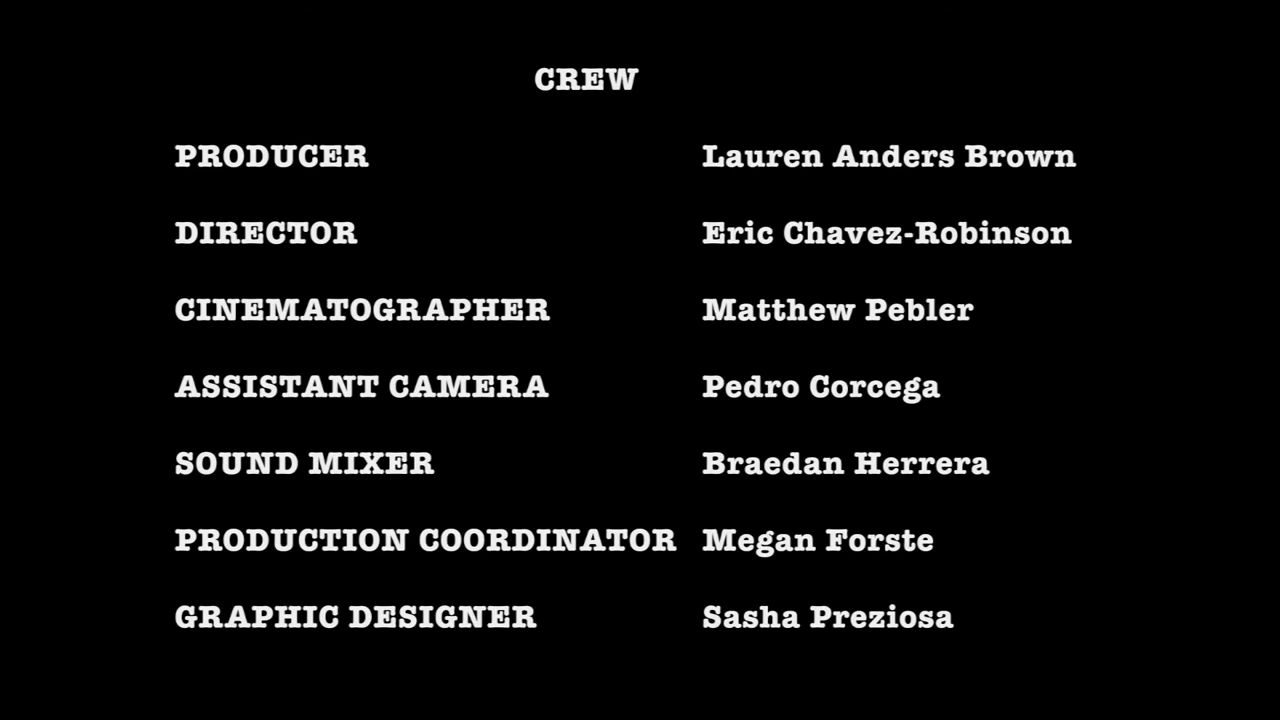 CREW
PRODUCER Lauren Anders Brown
DIRECTOR Eric Chavez-Robinson
CINEMATOGRAPHER Matthew Pebler
ASSISTANT CAMERA Pedro Corcega
SOUND MIXER Braedan Herrera
PRODUCTION COORDINATOR Megan Forste
GRAPHIC DESIGNER Sasha Preziosa